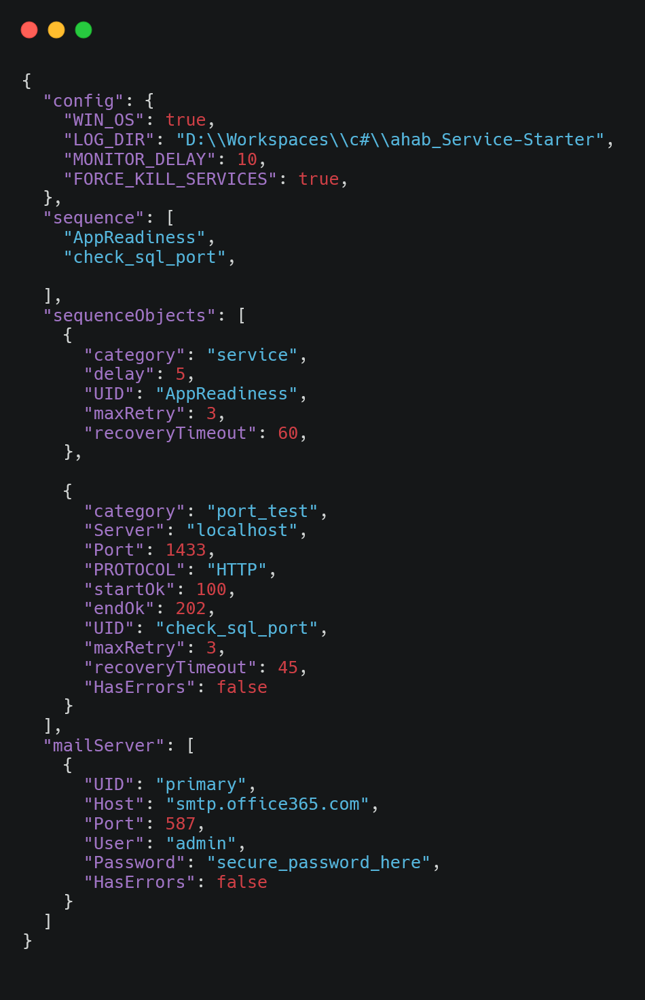 {
  "config": {
    "WIN_OS": true,
    "LOG_DIR": "D:\\Workspaces\\c#\\ahab_Service-Starter",
    "MONITOR_DELAY": 10,
    "FORCE_KILL_SERVICES": true,
  },
  "sequence": [
    "AppReadiness",
    "check_sql_port",

  ],
  "sequenceObjects": [
    {
      "category": "service",
      "delay": 5,
      "UID": "AppReadiness",
      "maxRetry": 3,
      "recoveryTimeout": 60,
    },

    {
      "category": "port_test",
      "Server": "localhost",
      "Port": 1433,
      "PROTOCOL": "HTTP",
      "startOk": 100,
      "endOk": 202,
      "UID": "check_sql_port",
      "maxRetry": 3,
      "recoveryTimeout": 45,
      "HasErrors": false
    }
  ],
  "mailServer": [
    {
      "UID": "primary",
      "Host": "smtp.office365.com",
      "Port": 587,
      "User": "admin",
      "Password": "secure_password_here",
      "HasErrors": false
    }
  ]
}